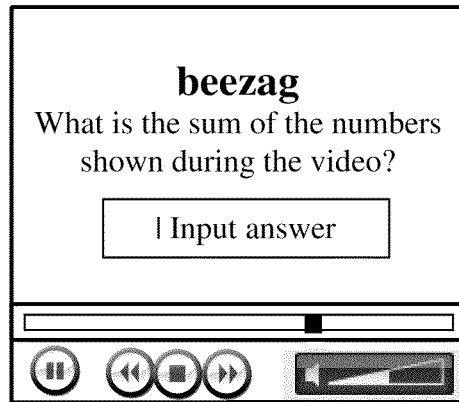 beezag
What is the sum of the numbers
shown during the video?
| Input answer